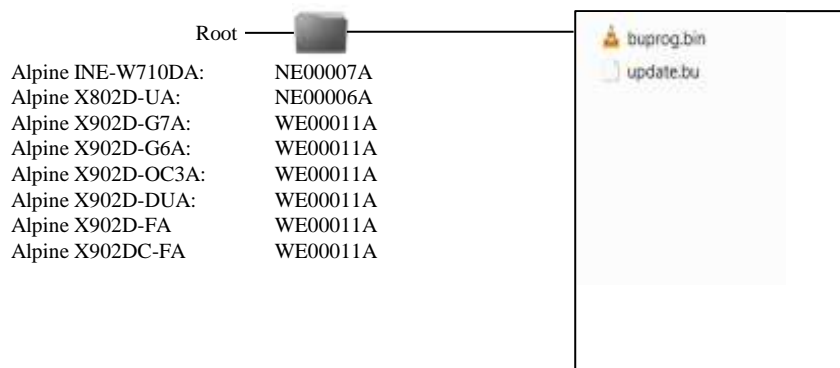 Root
Alpine INE-W710DA: NE00007A
Alpine X802D-UA: NE00006A
Alpine X902D-G7A: WE00011A
Alpine X902D-G6A: WE00011A
Alpine X902D-OC3A: WE00011A
Alpine X902D-DUA: WE00011A
Alpine X902D-FA WE00011A
Alpine X902DC-FA WE00011A
buprog.bin
update.bu